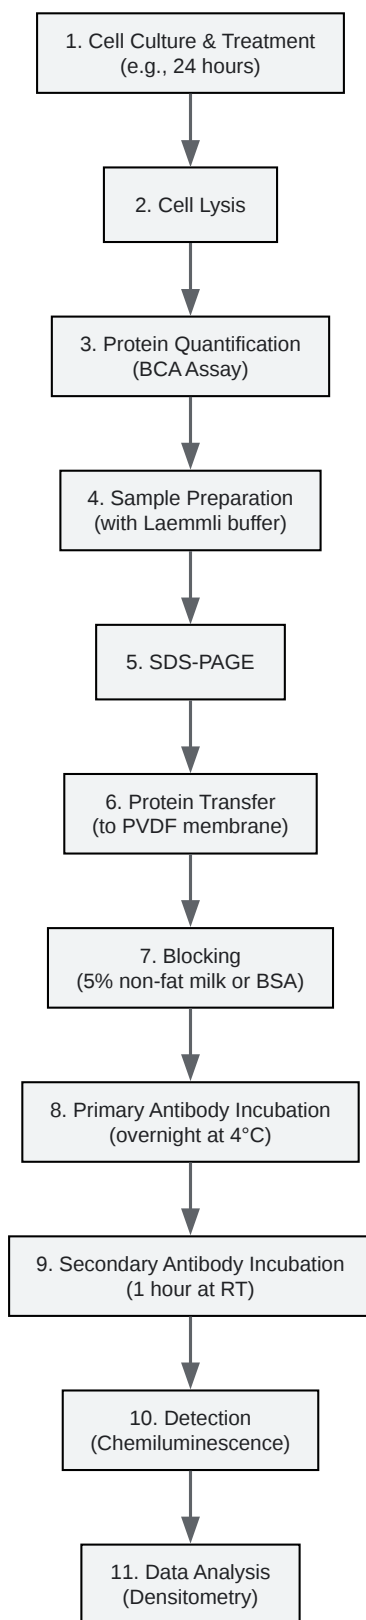 1. Cell Culture & Treatment
(e.g., 24 hours)
2. Cell Lysis
3. Protein Quantification
(BCA Assay)
4. Sample Preparation
(with Laemmli buffer)
5. SDS-PAGE
6. Protein Transfer
(to PVDF membrane)
7. Blocking
(5% non-fat milk or BSA)
8. Primary Antibody Incubation
(overnight at 4°C)
9. Secondary Antibody Incubation
(1 hour at RT)
10. Detection
(Chemiluminescence)
11. Data Analysis
(Densitometry)